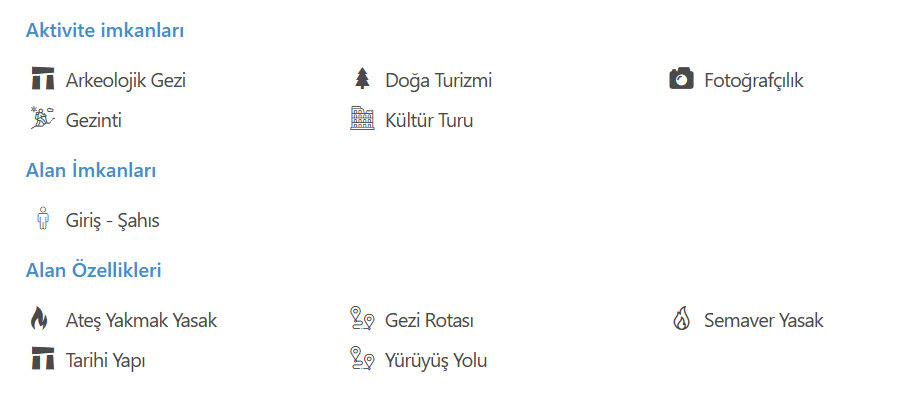 Aktivite imkanları
Arkeolojik Gezi
Doğa Turizmi
Fotoğrafçılık
Gezinti
Kültür Turu
Alan İmkanları
Giriş - Şahıs
Alan Özellikleri
Ateş Yakmak Yasak
Gezi Rotası
Semaver Yasak
Tarihi Yapı
Yürüyüş Yolu